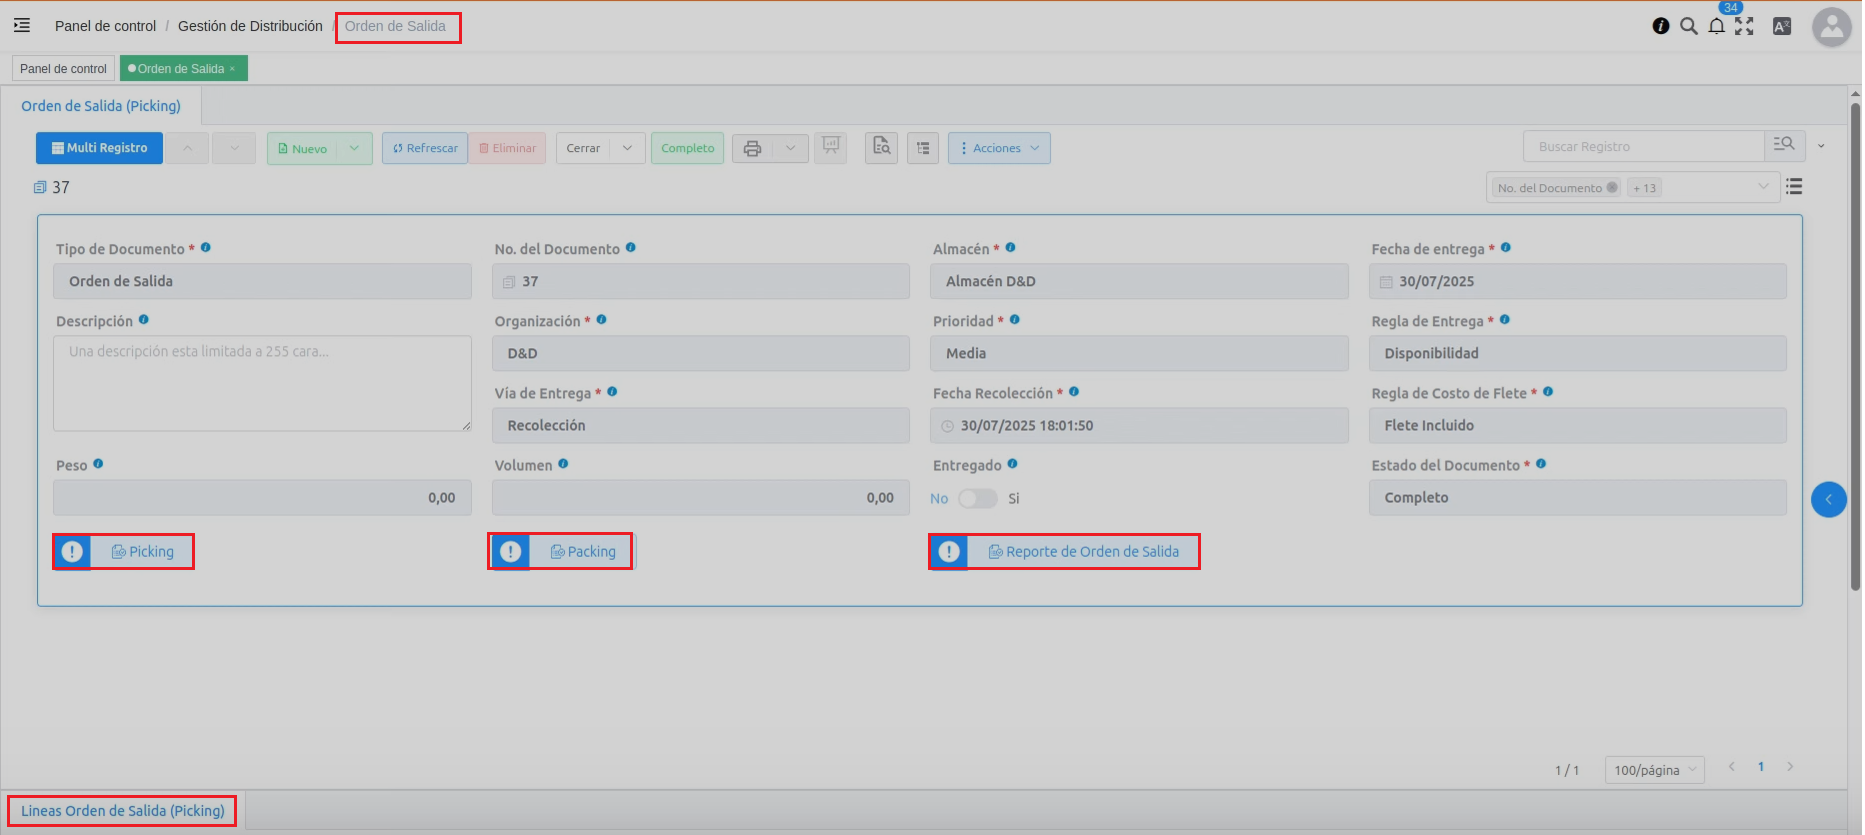 Panel de control / Gestión de Distribución / Orden de Salida
34
Panel de control
Orden de Salida ×
Orden de Salida (Picking)
Multi Registro
Nuevo
Refrescar
Eliminar
Cerrar
Completo
Acciones
Buscar Registro
37
No. del Documento
+ 13
Tipo de Documento *
No. del Documento
Almacén *
Fecha de entrega *
Orden de Salida
37
Almacén D&D
30/07/2025
Descripción
Organización *
Prioridad *
Regla de Entrega *
Una descripción esta limitada a 255 cara...
D&D
Media
Disponibilidad
Vía de Entrega *
Fecha Recolección *
Regla de Costo de Flete *
Recolección
30/07/2025 18:01:50
Flete Incluido
Peso
Volumen
Entregado
Estado del Documento *
0,00
0,00
No
Si
Completo
Picking
Packing
Reporte de Orden de Salida
1 / 1
100/página
1
Lineas Orden de Salida (Picking)